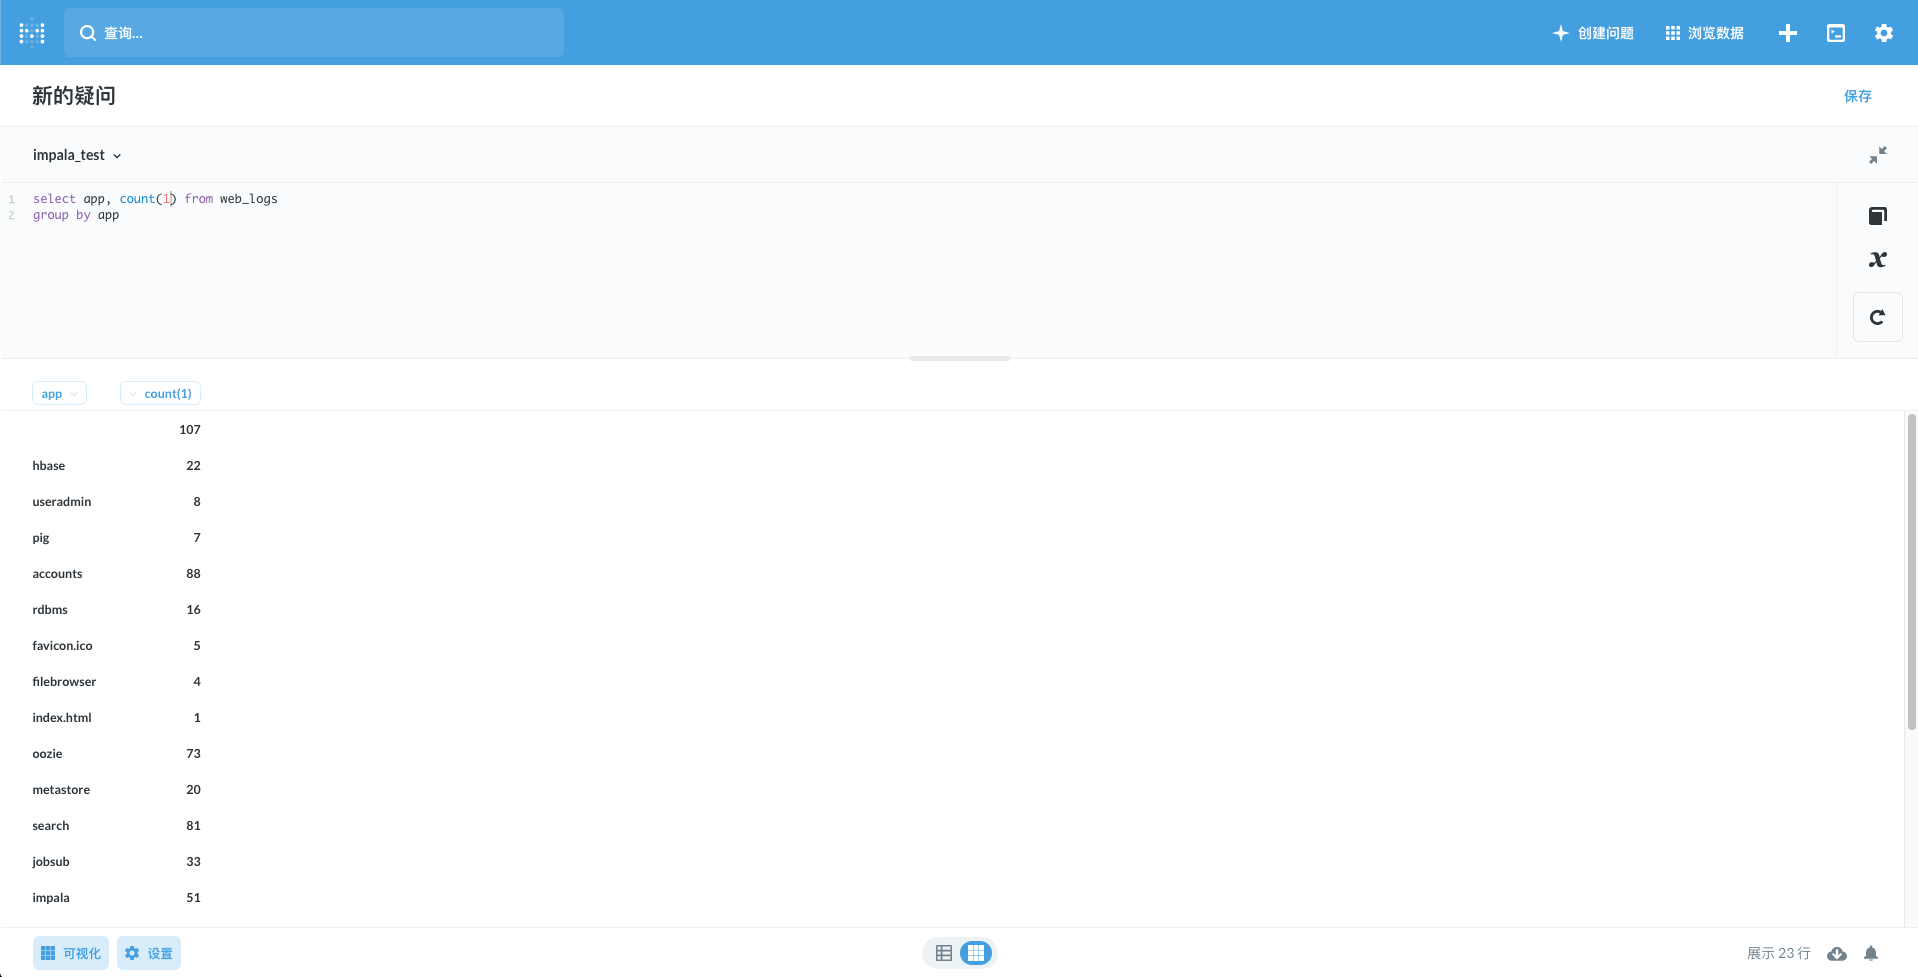 查询...
创建问题
浏览数据
新的疑问
保存
impala_test
1 select app, count(1) from web_logs
2 group by app
app count(1)
107
hbase 22
useradmin 8
pig 7
accounts 88
rdbms 16
favicon.ico 5
filebrowser 4
index.html 1
oozie 73
metastore 20
search 81
jobsub 33
impala 51
可视化 设置 展示 23 行